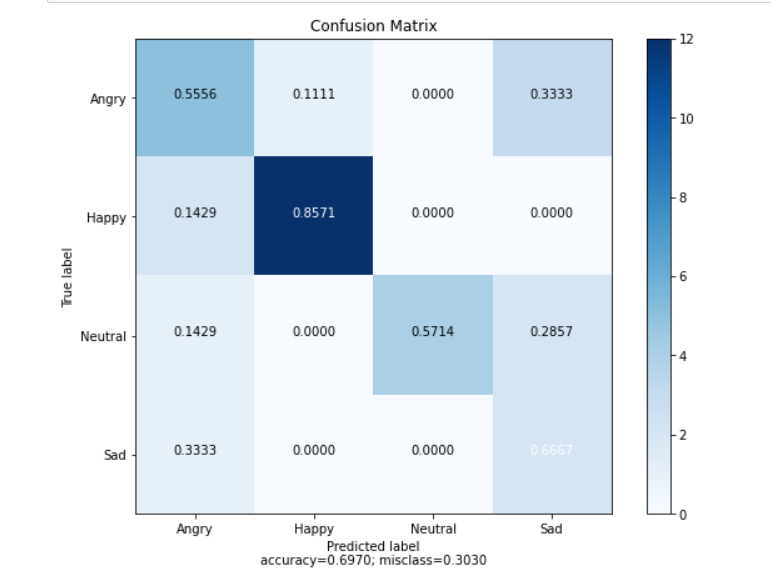 Confusion Matrix
Angry 0.5556 0.1111 0.0000 0.3333
Happy 0.1429 0.8571 0.0000 0.0000
Neutral 0.1429 0.0000 0.5714 0.2857
Sad 0.3333 0.0000 0.0000 0.6667
Angry Happy Neutral Sad
True label
Predicted label
accuracy=0.6970; misclass=0.3030
12
10
8
6
4
2
0